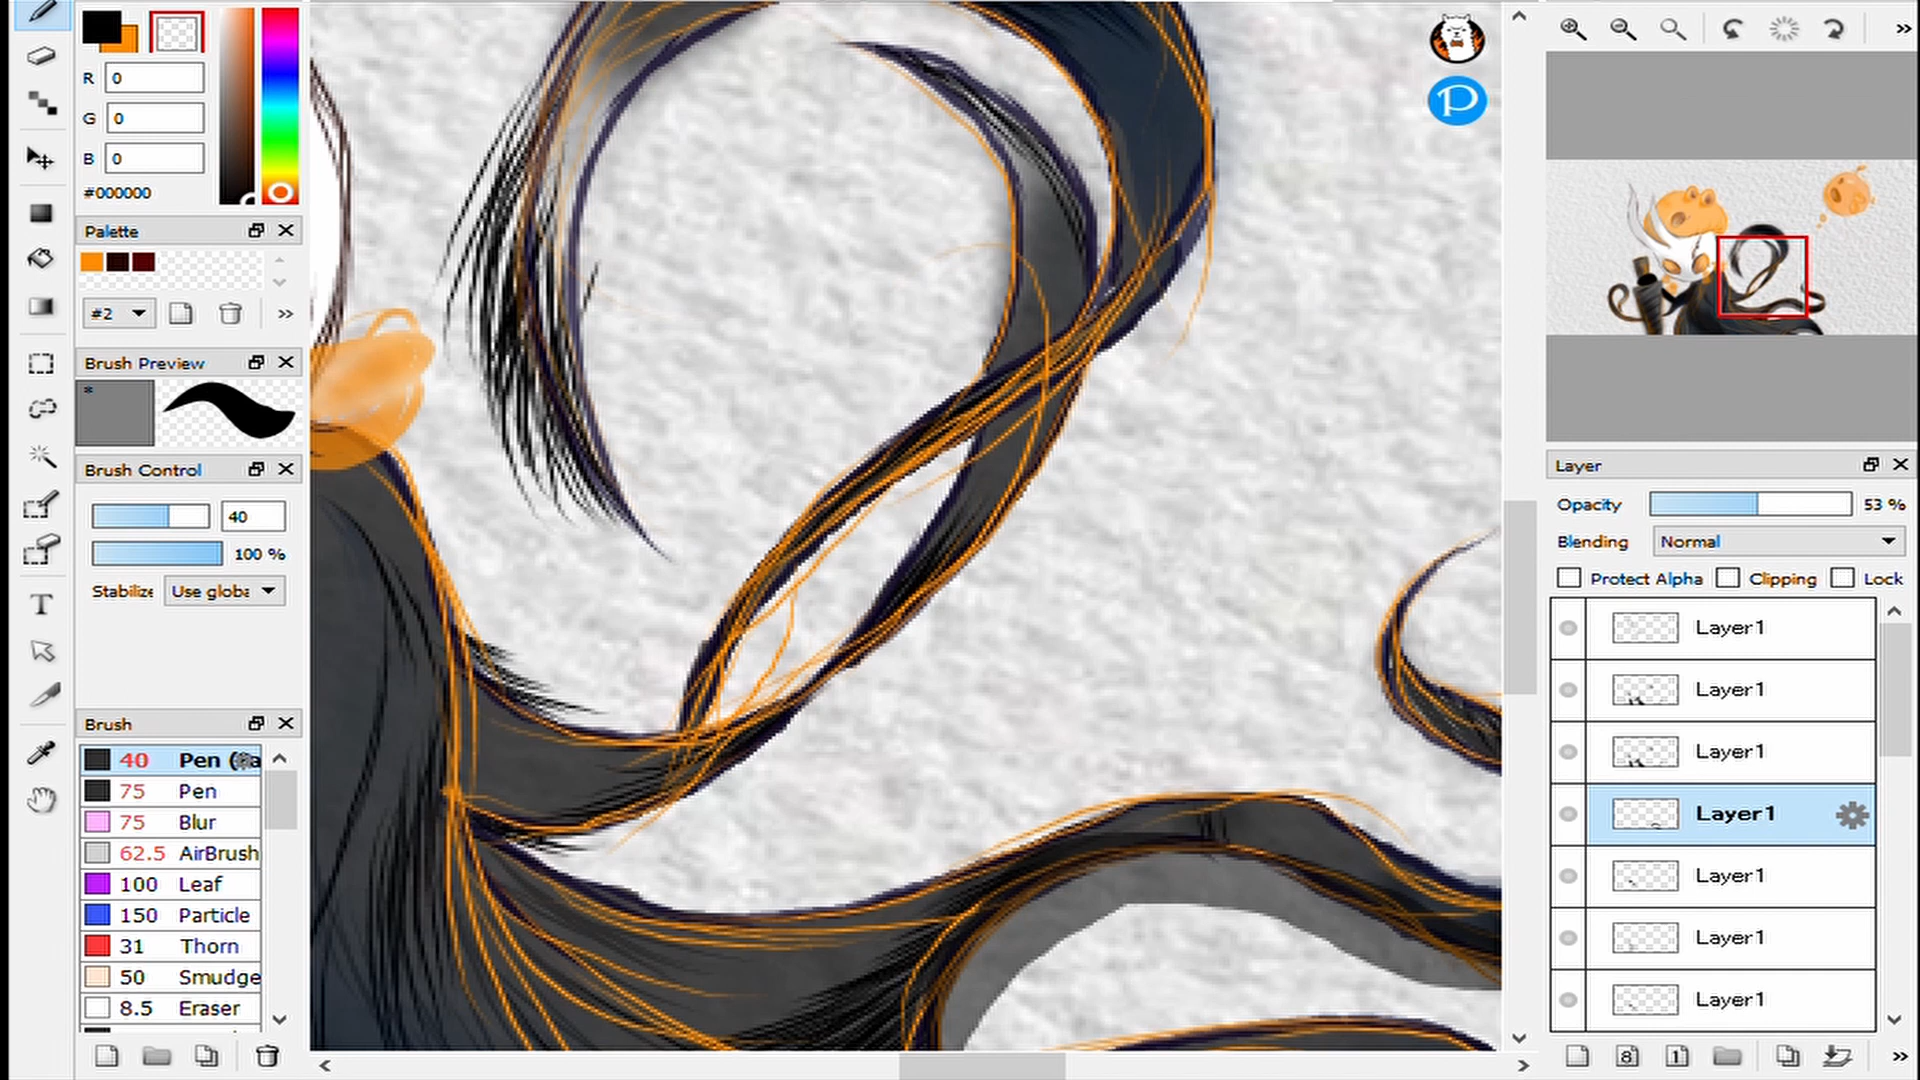 R 0
G 0
B 0
#000000
Palette
#2
Brush Preview
*
Brush Control
40
100 %
Stabilize Use globa
Brush
40 Pen (
75 Pen
75 Blur
62.5 AirBrush
100 Leaf
150 Particle
31 Thorn
50 Smudge
8.5 Eraser
P
Layer
Opacity 53 %
Blending Normal
Protect Alpha Clipping Lock
Layer1
Layer1
Layer1
Layer1
Layer1
Layer1
Layer1
8 1